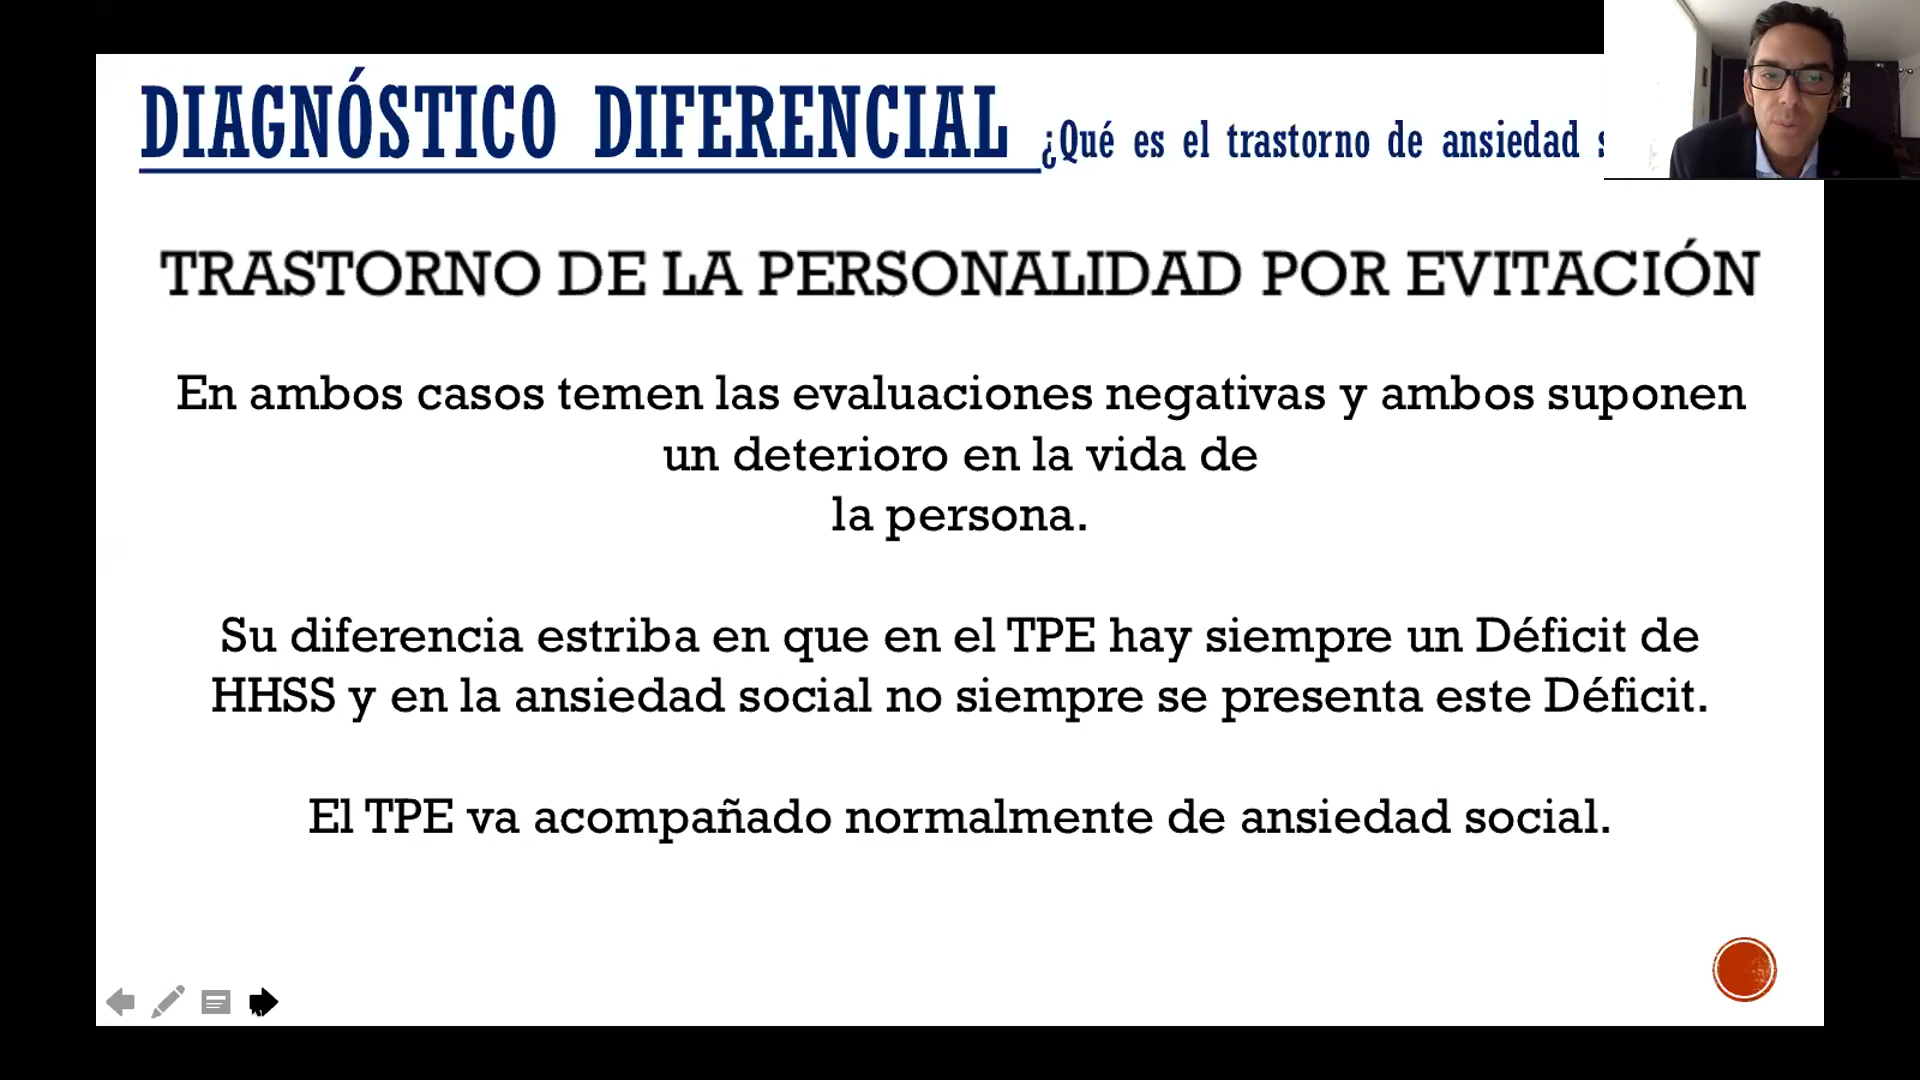 DIAGNÓSTICO DIFERENCIAL ¿Qué es el trastorno de ansiedad
TRASTORNO DE LA PERSONALIDAD POR EVITACIÓN
En ambos casos temen las evaluaciones negativas y ambos suponen
un deterioro en la vida de
la persona.
Su diferencia estriba en que en el TPE hay siempre un Déficit de
HHSS y en la ansiedad social no siempre se presenta este Déficit.
El TPE va acompañado normalmente de ansiedad social.